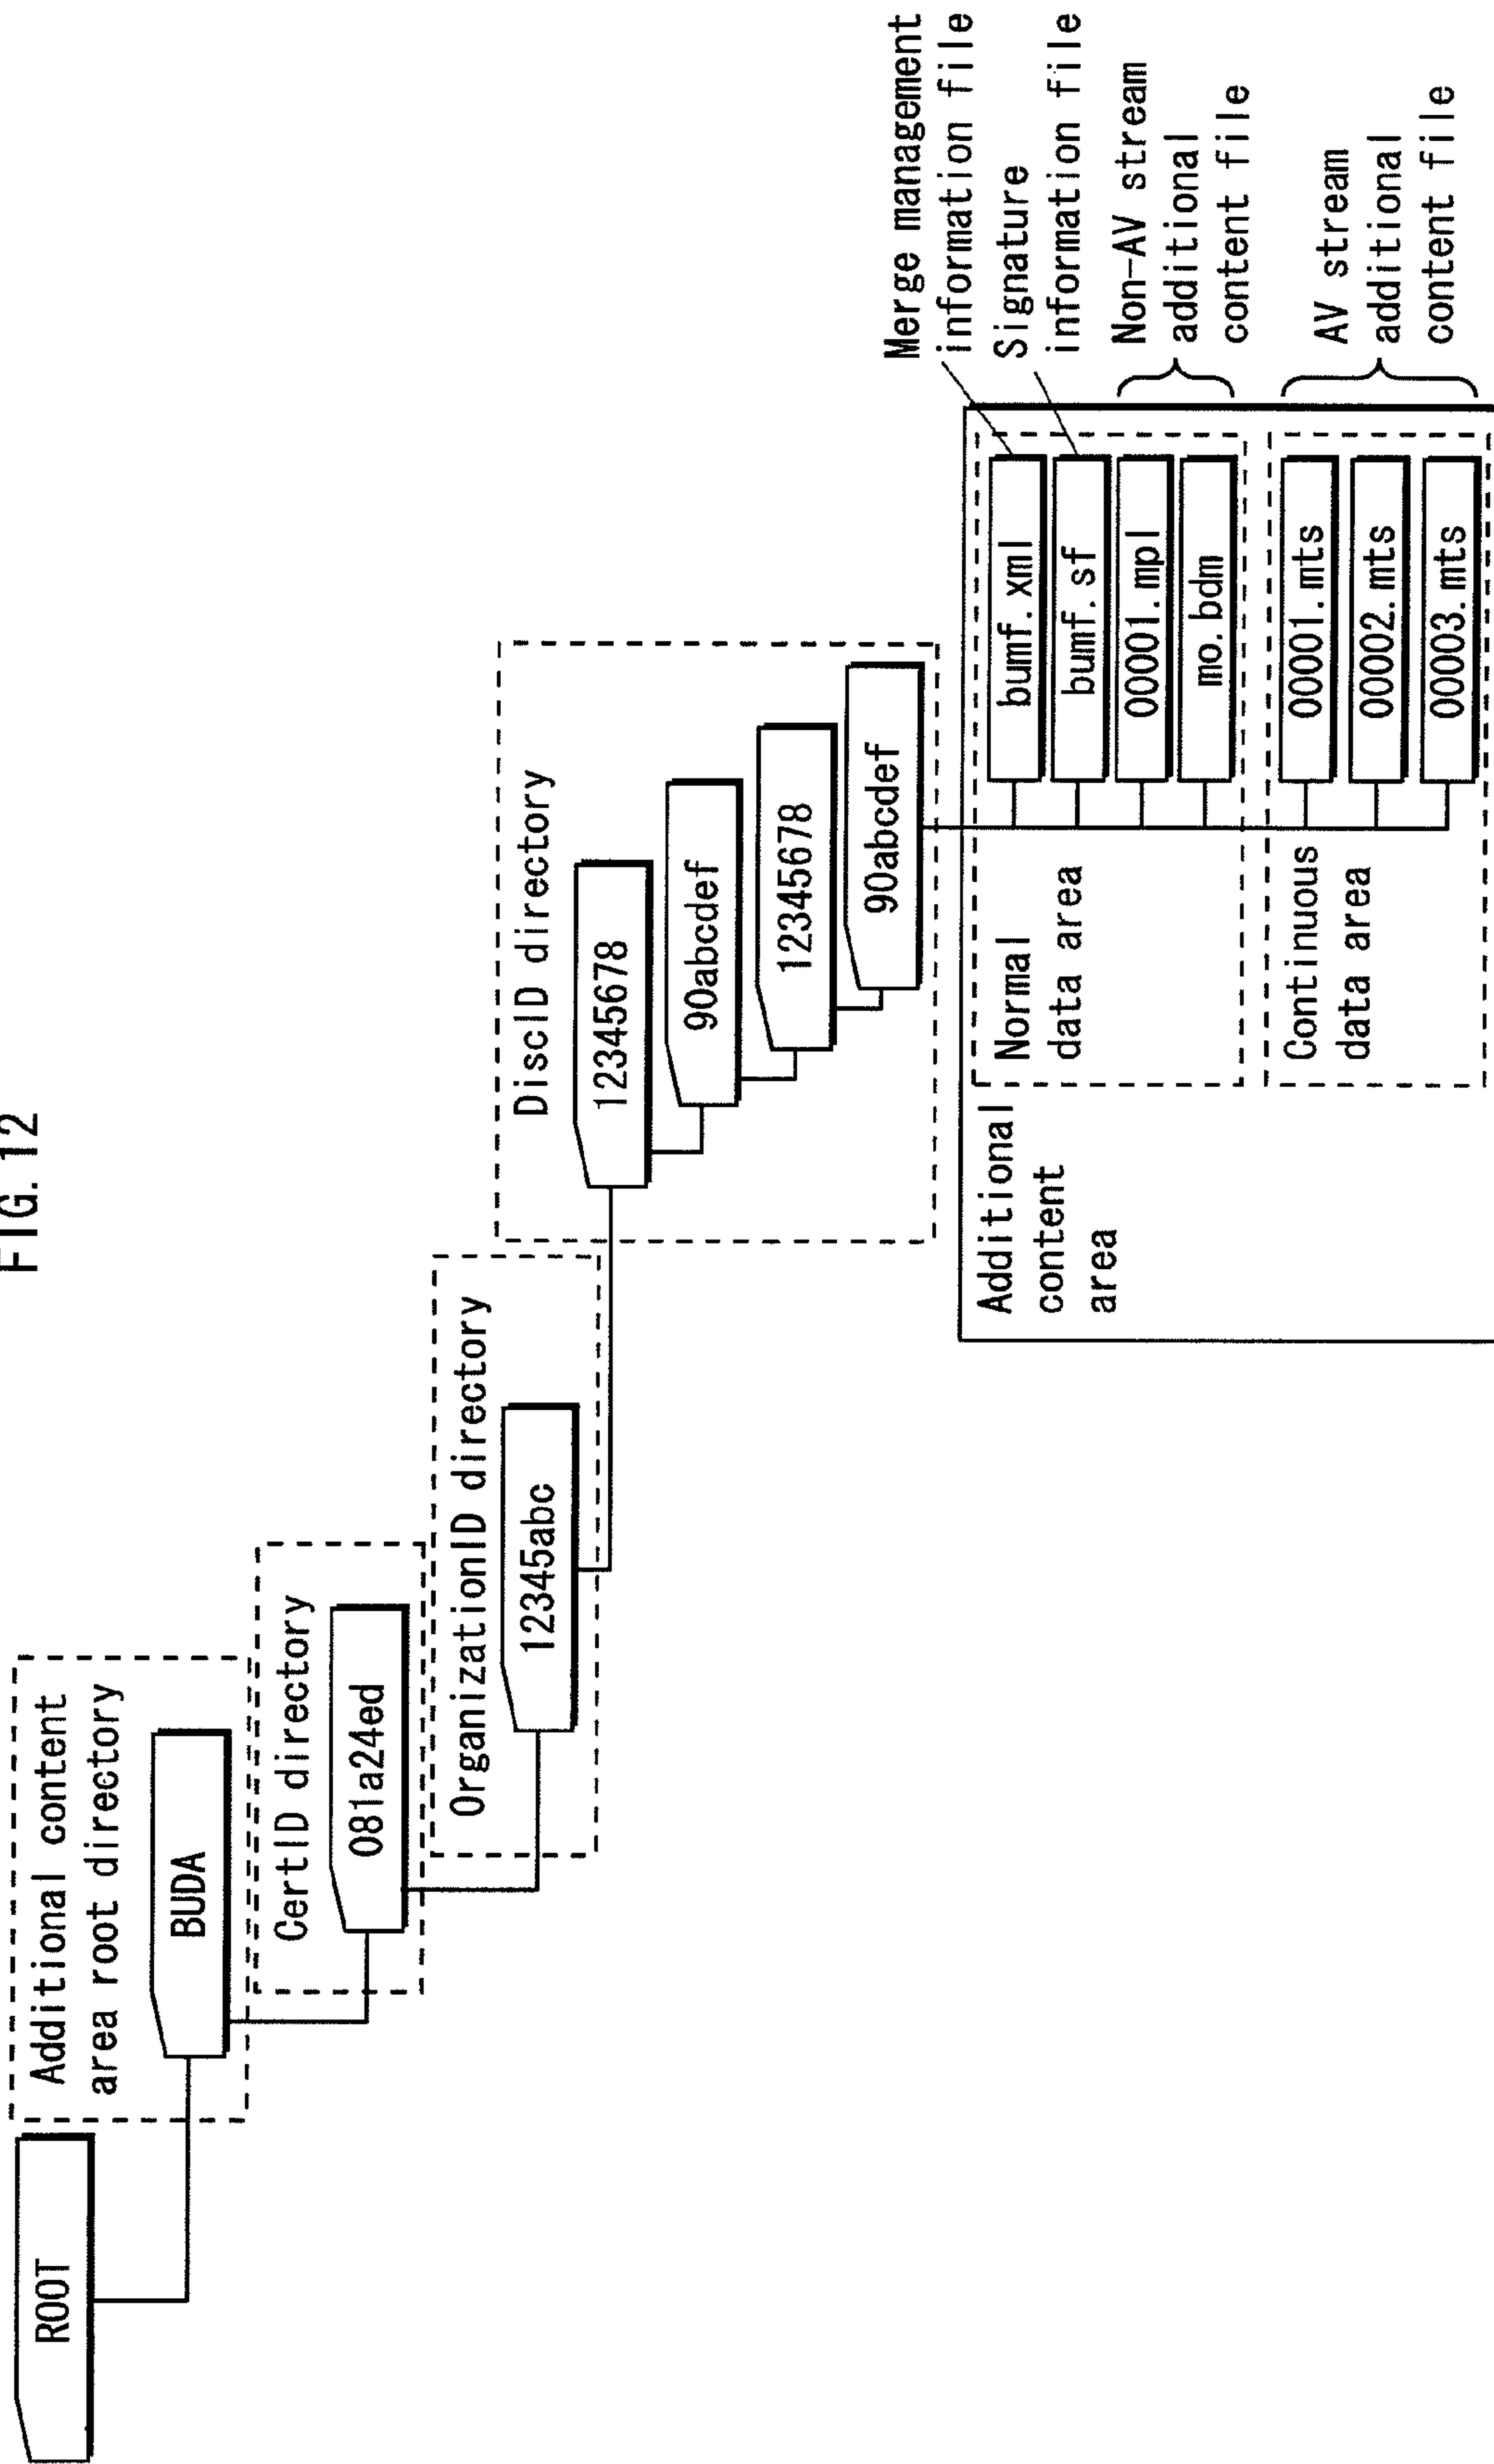 FIG. 12
ROOT
Additional content
area root directory
BUDA
CertID directory
081a24ed
OrganizationID directory
12345abc
DiscID directory
12345678
90abcdef
12345678
90abcdef
Additional
content
area
Normal
data area
bumf.xml
bumf.sf
00001.mpl
mo.bdm
Continuous
data area
00001.mts
00002.mts
00003.mts
Merge management
information file
Signature
information file
Non-AV stream
additional
content file
AV stream
additional
content file